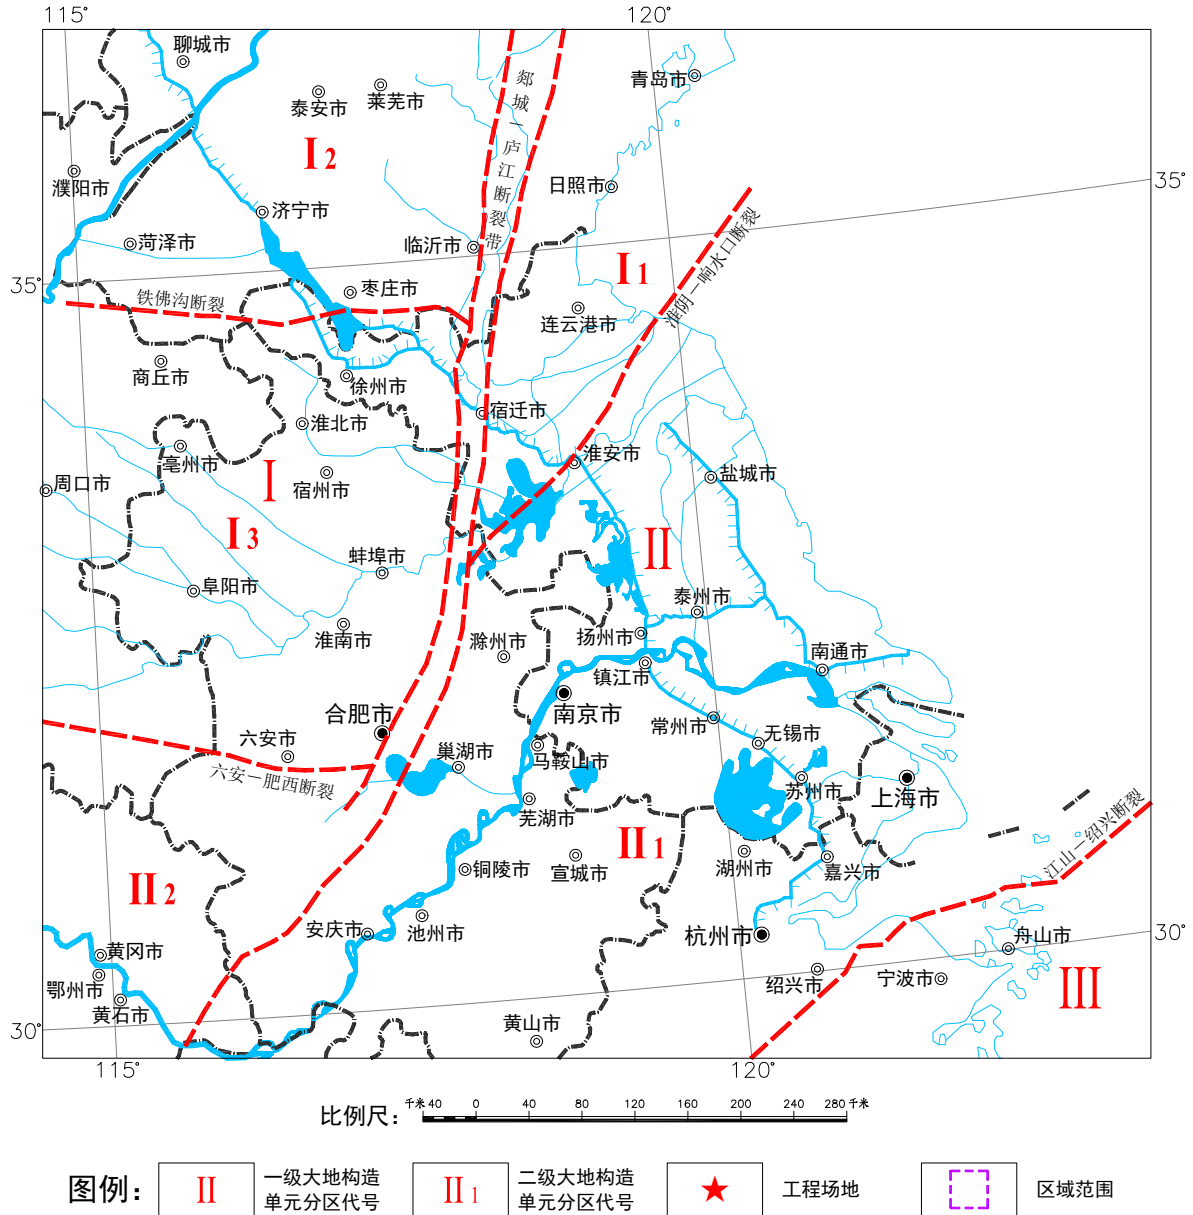 115°
120°
聊城市
郯城—庐江断裂带
青岛市
泰安市
莱芜市
I2
濮阳市
日照市
35°
济宁市
菏泽市
临沂市
淮阴—响水口断裂
I1
35°
铁佛沟断裂
枣庄市
连云港市
商丘市
徐州市
淮北市
宿迁市
亳州市
淮安市
I
周口市
宿州市
盐城市
I3
II
蚌埠市
阜阳市
泰州市
淮南市
滁州市
扬州市
南通市
镇江市
合肥市
南京市
常州市
六安市
巢湖市
马鞍山市
无锡市
六安—肥西断裂
苏州市
上海市
芜湖市
江山—绍兴断裂
II1
铜陵市
宣城市
湖州市
嘉兴市
II2
安庆市
池州市
杭州市
舟山市
30°
黄冈市
鄂州市
绍兴市
宁波市
III
黄石市
黄山市
30°
115°
120°
比例尺：
千米 40 0 40 80 120 160 200 240 280 千米
图例：
II
一级大地构造
单元分区代号
II1
二级大地构造
单元分区代号
工程场地
区域范围